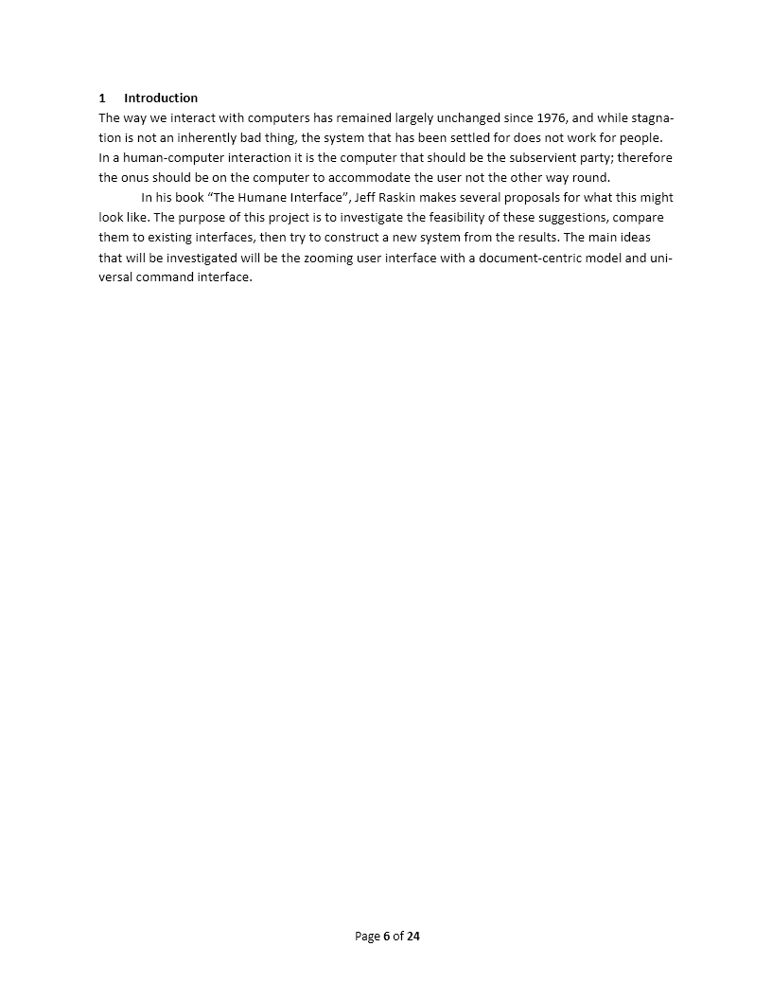 1 Introduction
The way we interact with computers has remained largely unchanged since 1976, and while stagna-
tion is not an inherently bad thing, the system that has been settled for does not work for people.
In a human-computer interaction it is the computer that should be the subservient party; therefore
the onus should be on the computer to accommodate the user not the other way round.
In his book “The Humane Interface”, Jeff Raskin makes several proposals for what this might
look like. The purpose of this project is to investigate the feasibility of these suggestions, compare
them to existing interfaces, then try to construct a new system from the results. The main ideas
that will be investigated will be the zooming user interface with a document-centric model and uni-
versal command interface.
Page 6 of 24